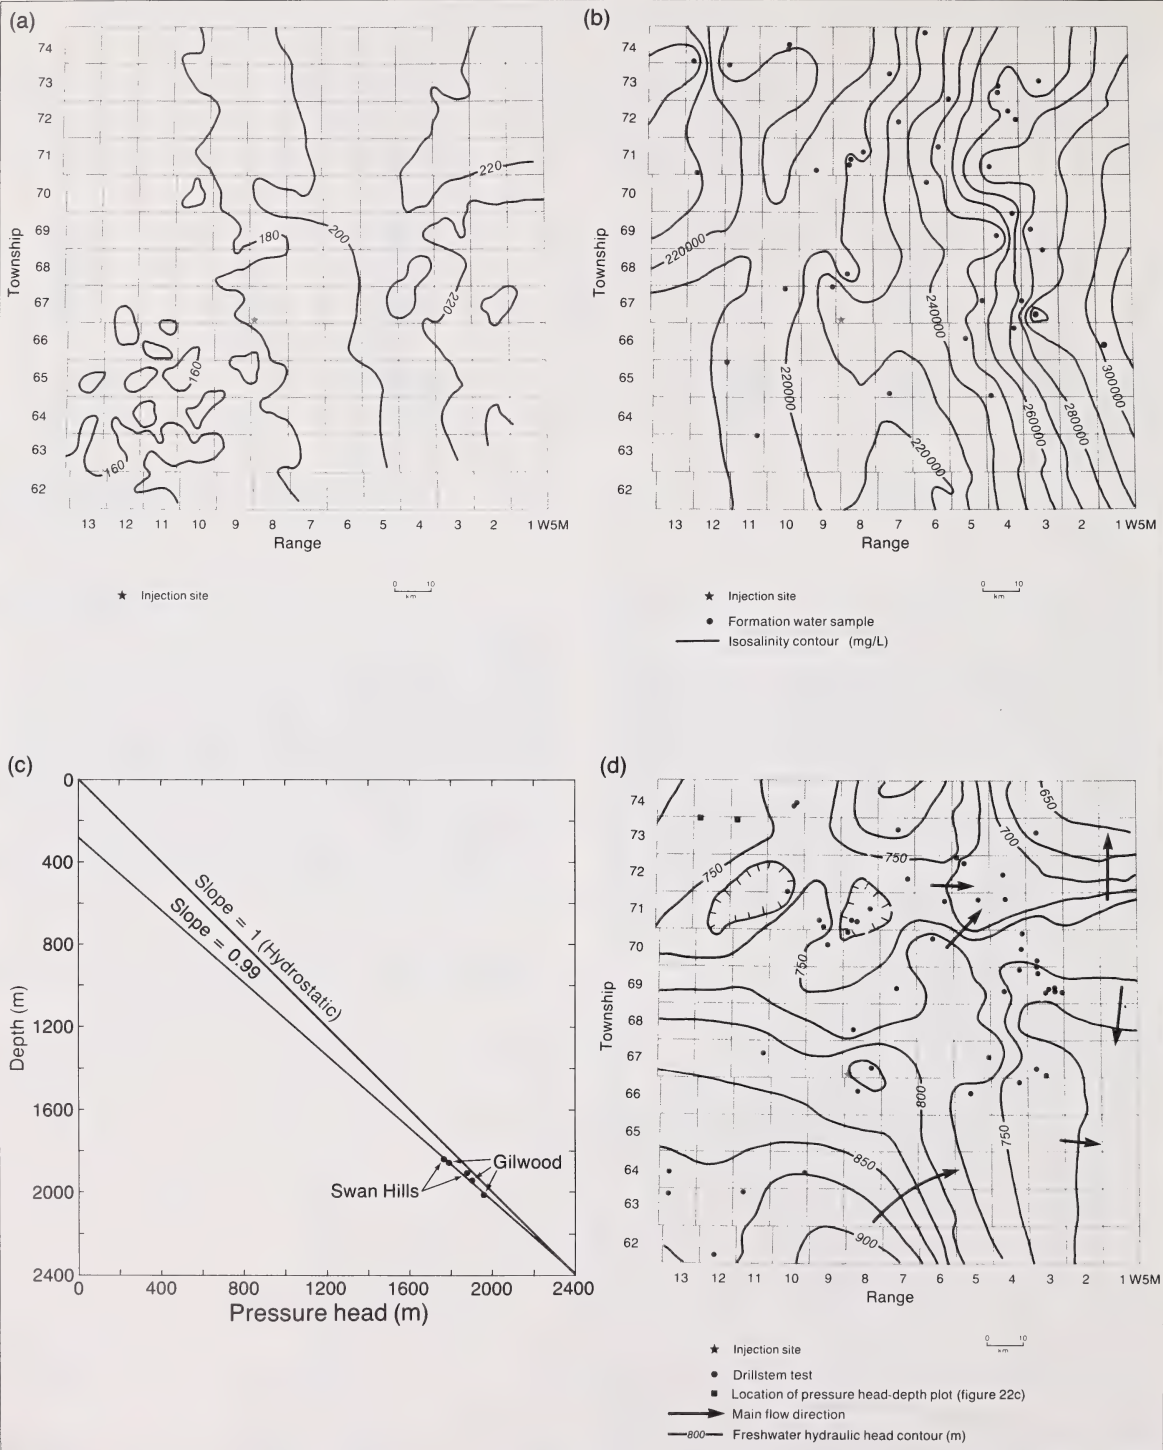 (a)
74
73
72
71
70
69
68
67
66
65
64
63
62
Township
220
180
200
220
160
160
13 12 11 10 9 8 7 6 5 4 3 2 1 W5M
Range
0 10
km
★ Injection site
(b)
74
73
72
71
70
69
68
67
66
65
64
63
62
Township
220000
240000
220000
220000
260000
280000
300000
13 12 11 10 9 8 7 6 5 4 3 2 1 W5M
Range
0 10
km
★ Injection site
● Formation water sample
Isosalinity contour (mg/L)
(c)
0
400
800
1200
1600
2000
2400
Depth (m)
Slope = 1 (Hydrostatic)
Slope = 0.99
Gilwood
Swan Hills
0 400 800 1200 1600 2000 2400
Pressure head (m)
(d)
74
73
72
71
70
69
68
67
66
65
64
63
62
Township
650
700
750
750
750
800
750
850
900
13 12 11 10 9 8 7 6 5 4 3 2 1 W5M
Range
0 10
km
★ Injection site
● Drillstem test
■ Location of pressure head-depth plot (figure 22c)
Main flow direction
800 Freshwater hydraulic head contour (m)